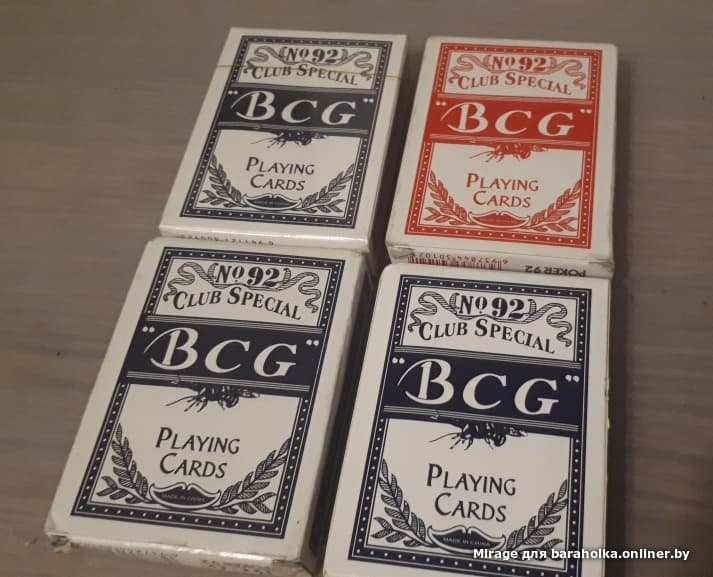 No 92
CLUB SPECIAL
"BCG"
PLAYING
CARDS
No 92
CLUB SPECIAL
"BCG"
PLAYING
CARDS
POKER 92
No 92
CLUB SPECIAL
"BCG"
PLAYING
CARDS
MADE IN CHINA
No 92
CLUB SPECIAL
"BCG"
PLAYING
CARDS
MADE IN CHINA
Mirage для baraholka.onliner.by